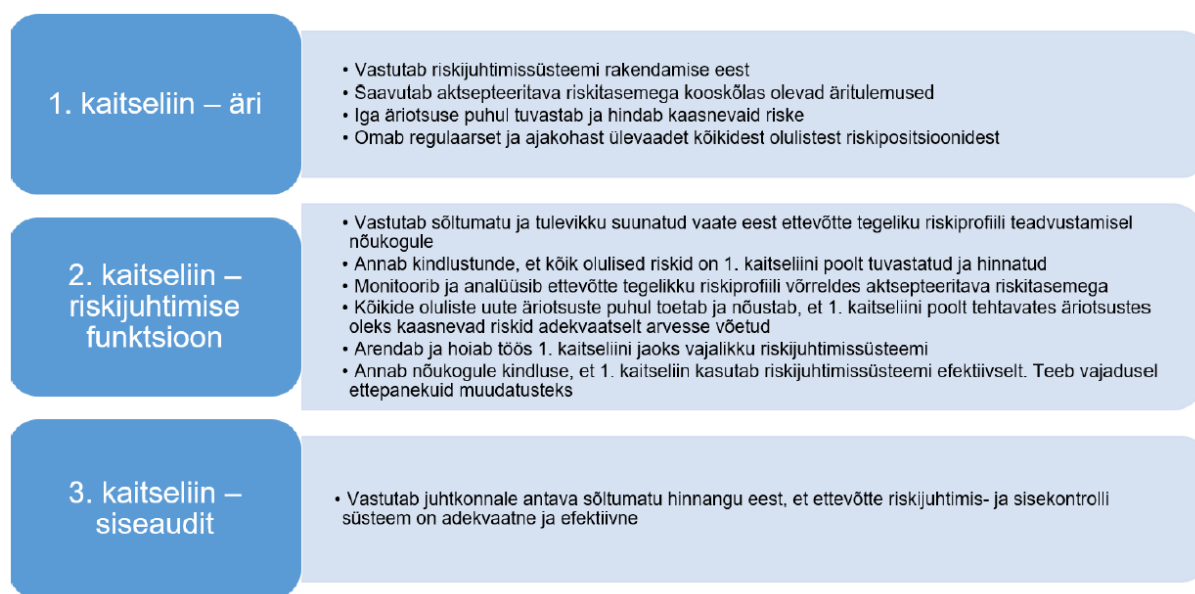 1. kaitseliin – äri
• Vastutab riskijuhtimissüsteemi rakendamise eest
• Saavutab aktsepteeritava riskitasemega kooskõlas olevad äritulemused
• Iga äriotsuse puhul tuvastab ja hindab kaasnevaid riske
• Omab regulaarset ja ajakohast ülevaadet kõikidest olulistest riskipositsioonidest
2. kaitseliin –
riskijuhtimise
funktsioon
• Vastutab sõltumatu ja tulevikku suunatud vaate eest ettevõtte tegeliku riskiprofiili teadvustamisel
nõukogule
• Annab kindlustunde, et kõik olulised riskid on 1. kaitseliini poolt tuvastatud ja hinnatud
• Monitoorib ja analüüsib ettevõtte tegelikku riskiprofiili võrreldes aktsepteeritava riskitasemega
• Kõikide oluliste uute äriotsuste puhul toetab ja nõustab, et 1. kaitseliini poolt tehtavates äriotsustes
oleks kaasnevad riskid adekvaatselt arvesse võetud
• Arendab ja hoiab töös 1. kaitseliini jaoks vajalikku riskijuhtimissüsteemi
• Annab nõukogule kindluse, et 1. kaitseliin kasutab riskijuhtimissüsteemi efektiivselt. Teeb vajadusel
ettepanekuid muudatusteks
3. kaitseliin –
siseaudit
• Vastutab juhtkonnale antava sõltumatu hinnangu eest, et ettevõtte riskijuhtimis- ja sisekontrolli
süsteem on adekvaatne ja efektiivne